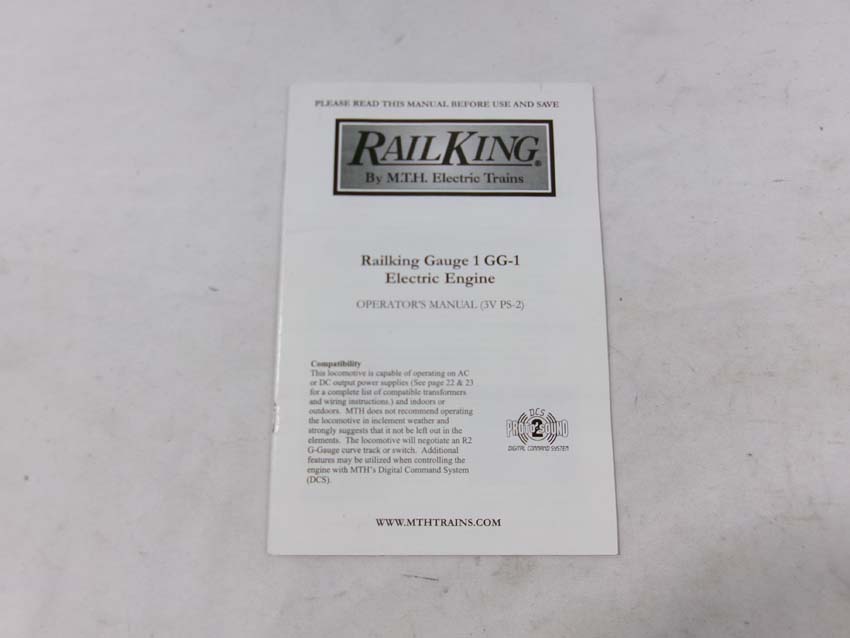 PLEASE READ THIS MANUAL BEFORE USE AND SAVE
RAILKING®
By M.T.H. Electric Trains
Railking Gauge 1 GG-1
Electric Engine
OPERATOR'S MANUAL (3V PS-2)
Compatibility
This locomotive is capable of operating on AC
or DC output power supplies (See page 22 & 23
for a complete list of compatible transformers
and wiring instructions.) and indoors or
outdoors. MTH does not recommend operating
the locomotive in inclement weather and
strongly suggests that it not be left out in the
elements. The locomotive will negotiate an R2
G-Gauge curve track or switch. Additional
features may be utilized when controlling the
engine with MTH's Digital Command System
(DCS).
DCS
PROTO SOUND 2
DIGITAL COMMAND SYSTEM
WWW.MTHTRAINS.COM